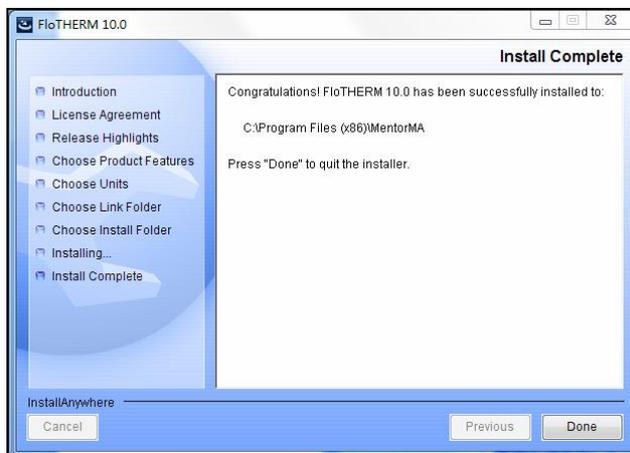 FloTHERM 10.0
Install Complete
Introduction
License Agreement
Release Highlights
Choose Product Features
Choose Units
Choose Link Folder
Choose Install Folder
Installing...
Install Complete
Congratulations! FloTHERM 10.0 has been successfully installed to:
C:\Program Files (x86)\MentorMA
Press "Done" to quit the installer.
InstallAnywhere
Cancel
Previous
Done